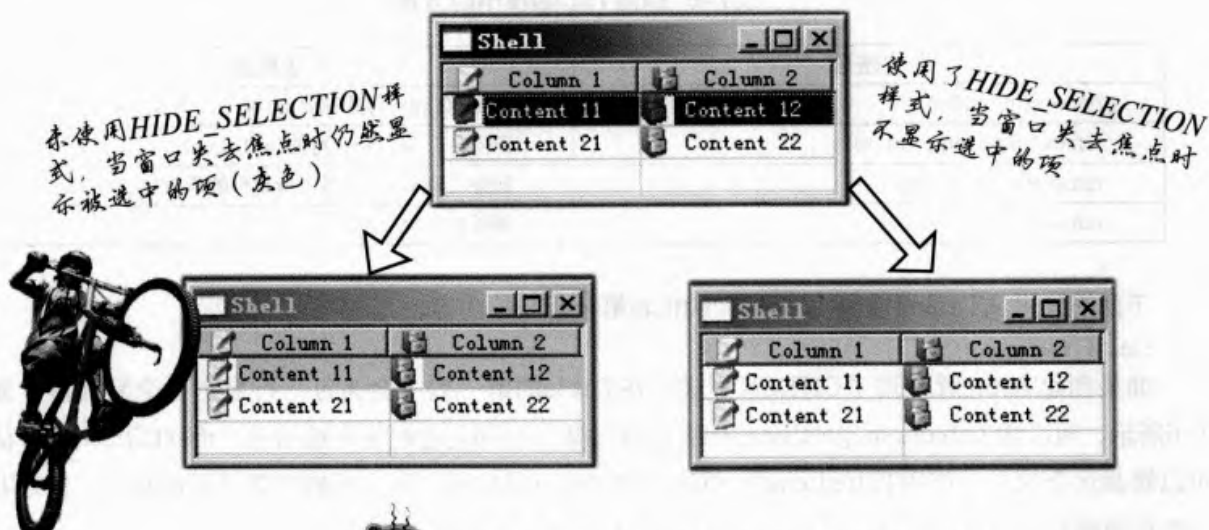 Shell
Column 1 Column 2
Content 11 Content 12
Content 21 Content 22
未使用HIDE_SELECTION样
式，当窗口失去焦点时仍然显
示被选中的项（灰色）
使用了HIDE_SELECTION
样式，当窗口失去焦点时
不显示选中的项
Shell
Column 1 Column 2
Content 11 Content 12
Content 21 Content 22
Shell
Column 1 Column 2
Content 11 Content 12
Content 21 Content 22